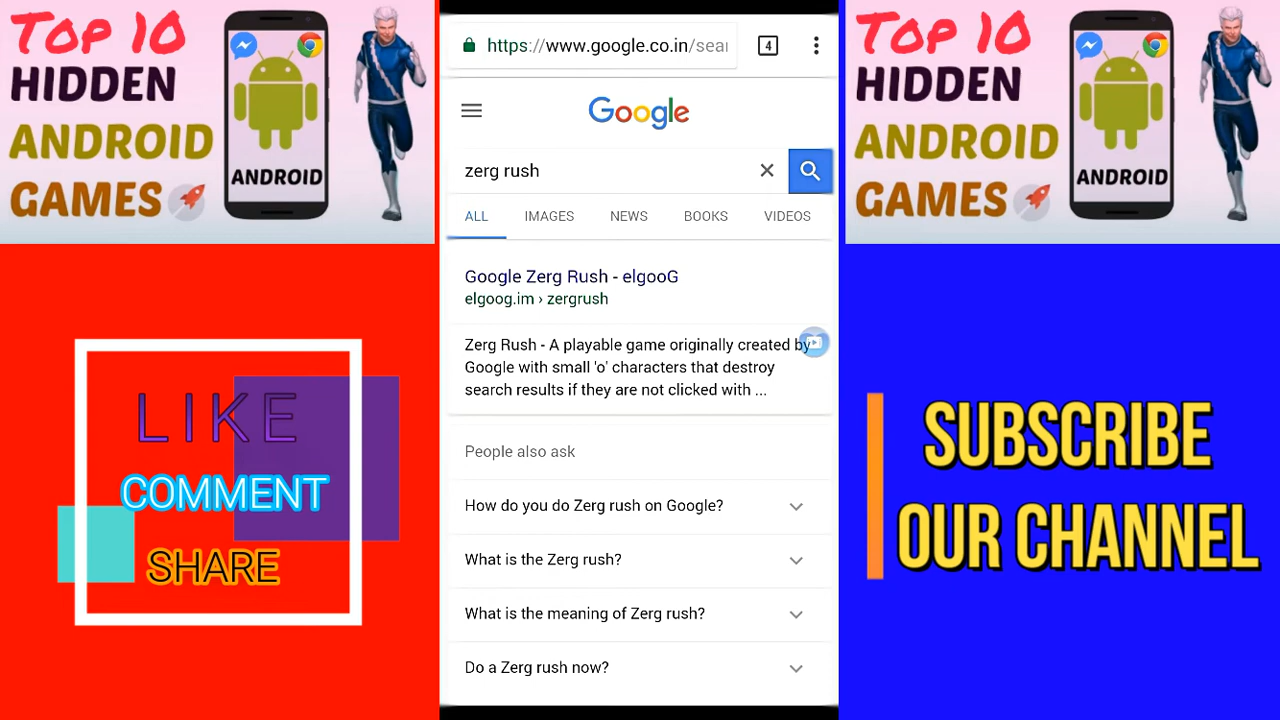 Top 10
HIDDEN
ANDROID
GAMES
ANDROID
LIKE
COMMENT
SHARE
https://www.google.co.in/sear
4
Google
zerg rush
ALL IMAGES NEWS BOOKS VIDEOS
Google Zerg Rush - elgooG
elgoog.im › zergrush
Zerg Rush - A playable game originally created by
Google with small 'o' characters that destroy
search results if they are not clicked with ...
People also ask
How do you do Zerg rush on Google?
What is the Zerg rush?
What is the meaning of Zerg rush?
Do a Zerg rush now?
Top 10
HIDDEN
ANDROID
GAMES
ANDROID
SUBSCRIBE
OUR CHANNEL